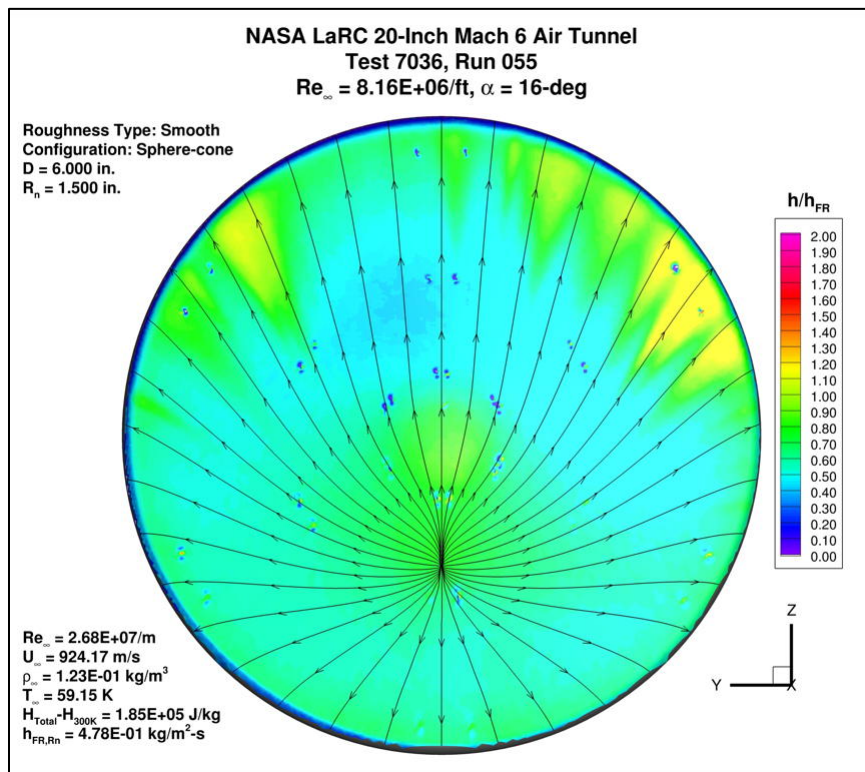 NASA LaRC 20-Inch Mach 6 Air Tunnel
Test 7036, Run 055
Re∞ = 8.16E+06/ft, α = 16-deg
Roughness Type: Smooth
Configuration: Sphere-cone
D = 6.000 in.
Rn = 1.500 in.
h/hFR
2.00
1.90
1.80
1.70
1.60
1.50
1.40
1.30
1.20
1.10
1.00
0.90
0.80
0.70
0.60
0.50
0.40
0.30
0.20
0.10
0.00
Z
Y
X
Re∞ = 2.68E+07/m
U∞ = 924.17 m/s
ρ∞ = 1.23E-01 kg/m³
T∞ = 59.15 K
HTotal-H300K = 1.85E+05 J/kg
hFR,Rn = 4.78E-01 kg/m²-s